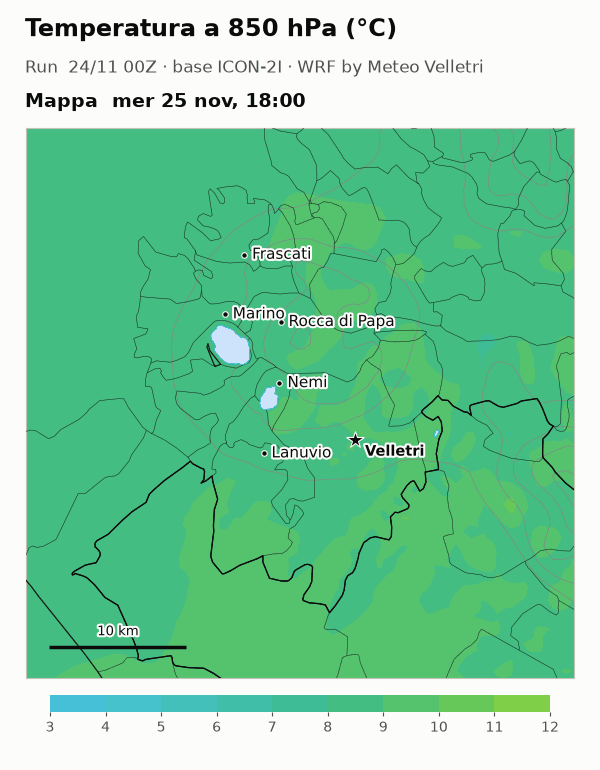 Temperatura a 850 hPa (°C)
Run  24/11 00Z · base ICON-2I · WRF by Meteo Velletri
Mappa  mer 25 nov, 18:00
Frascati
Marino
Rocca di Papa
Nemi
Velletri
Lanuvio
10 km
3 4 5 6 7 8 9 10 11 12